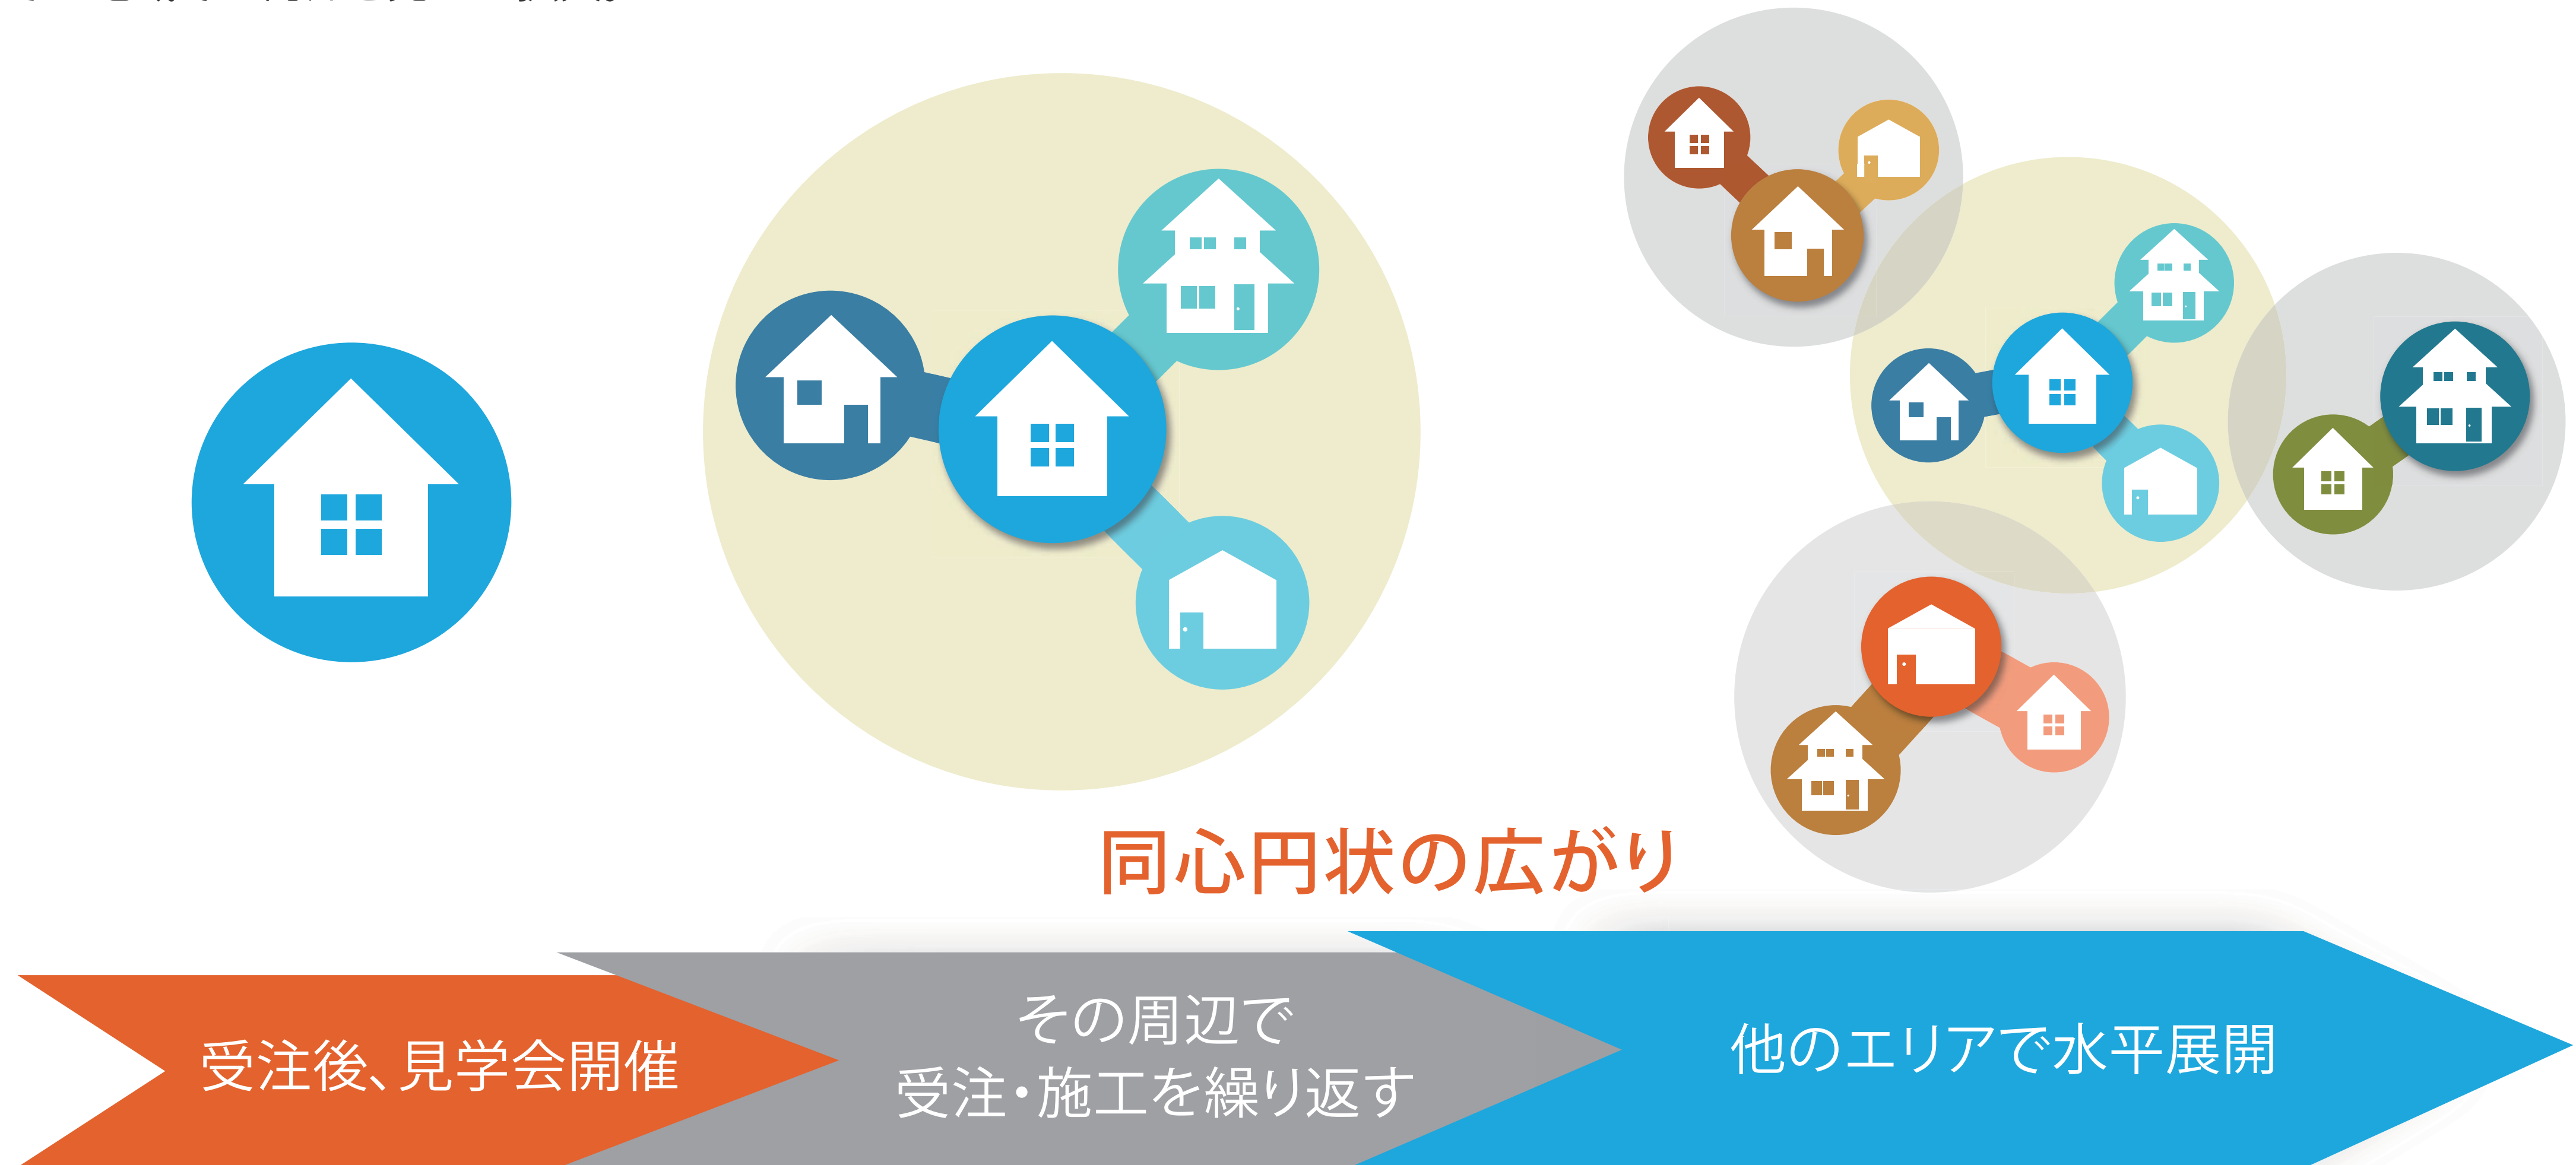 同心円状の広がり
受注後、見学会開催
その周辺で
受注・施工を繰り返す
他のエリアで水平展開